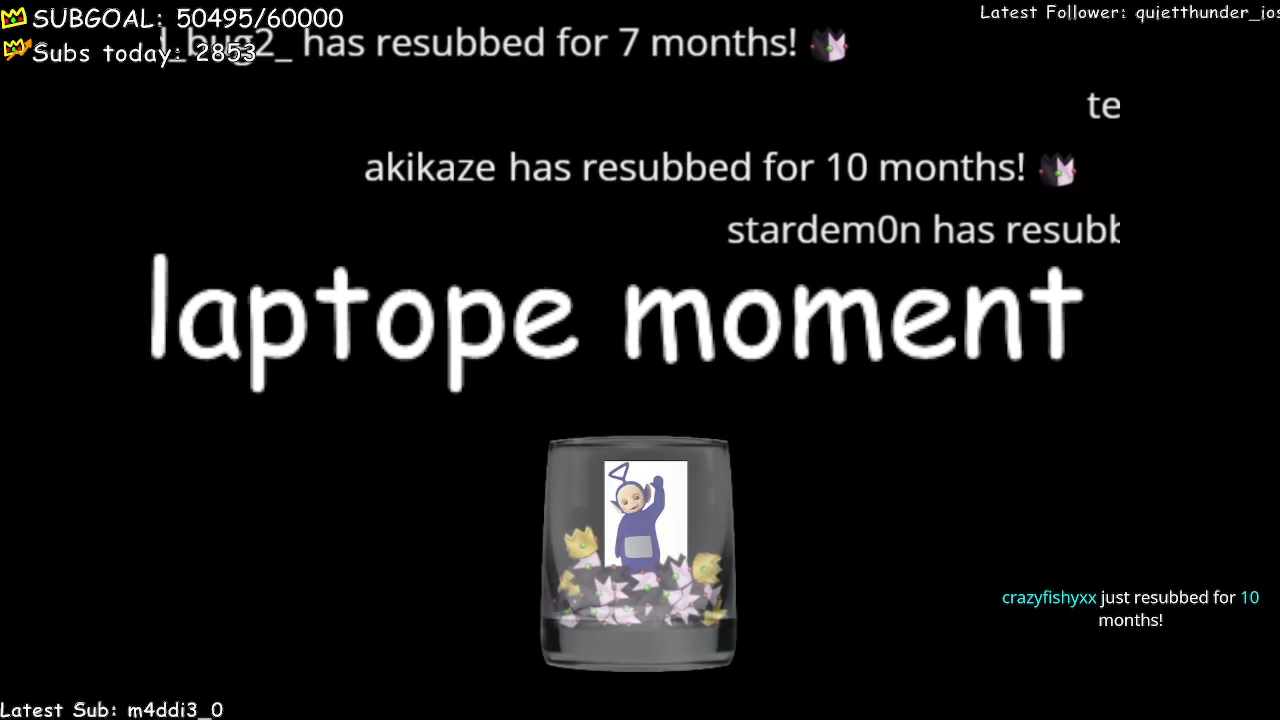 SUBGOAL: 50495/60000
Latest Follower: quietthunder_ios
has resubbed for 7 months!
Subs today: 2853
te
akikaze has resubbed for 10 months!
stardem0n has resubb
laptope moment
crazyfishyxx just resubbed for 10
months!
Latest Sub: m4ddi3_0